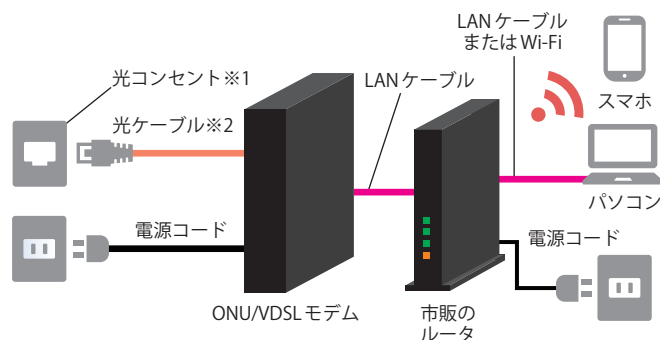 LANケーブル
またはWi-Fi
スマホ
光コンセント※1
LANケーブル
光ケーブル※2
パソコン
電源コード
電源コード
ONU/VDSLモデム
市販の
ルータ